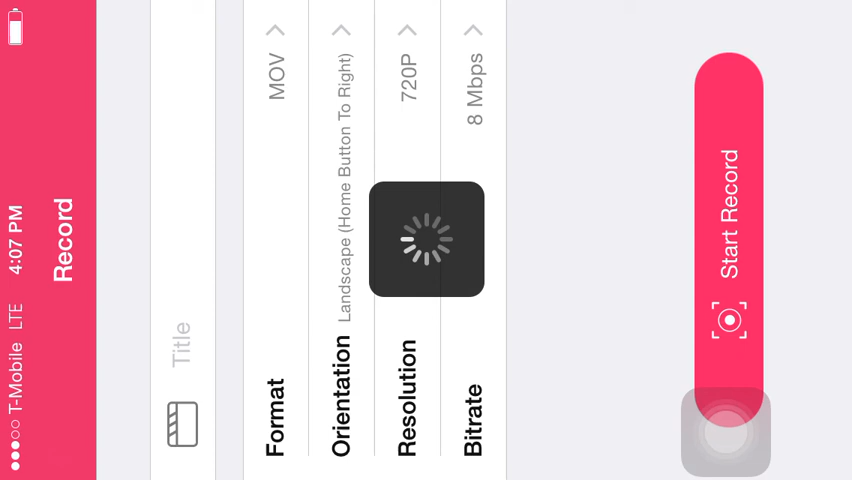 T-Mobile LTE 4:07 PM
Record
Title
Format MOV
Orientation Landscape (Home Button To Right)
Resolution 720P
Bitrate 8 Mbps
Start Record